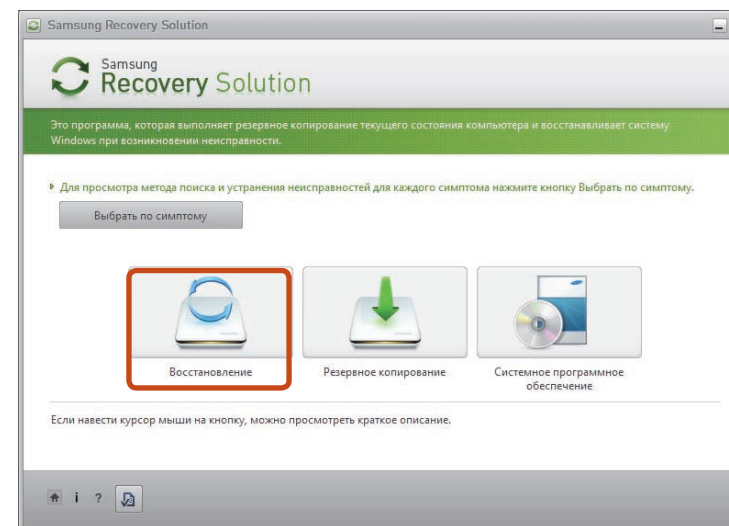 Samsung Recovery Solution
Samsung
Recovery Solution
Это программа, которая выполняет резервное копирование текущего состояния компьютера и восстанавливает систему
Windows при возникновении неисправности.
Для просмотра метода поиска и устранения неисправностей для каждого симптома нажмите кнопку Выбрать по симптому.
Выбрать по симптому
Восстановление
Резервное копирование
Системное программное
обеспечение
Если навести курсор мыши на кнопку, можно просмотреть краткое описание.
i ?